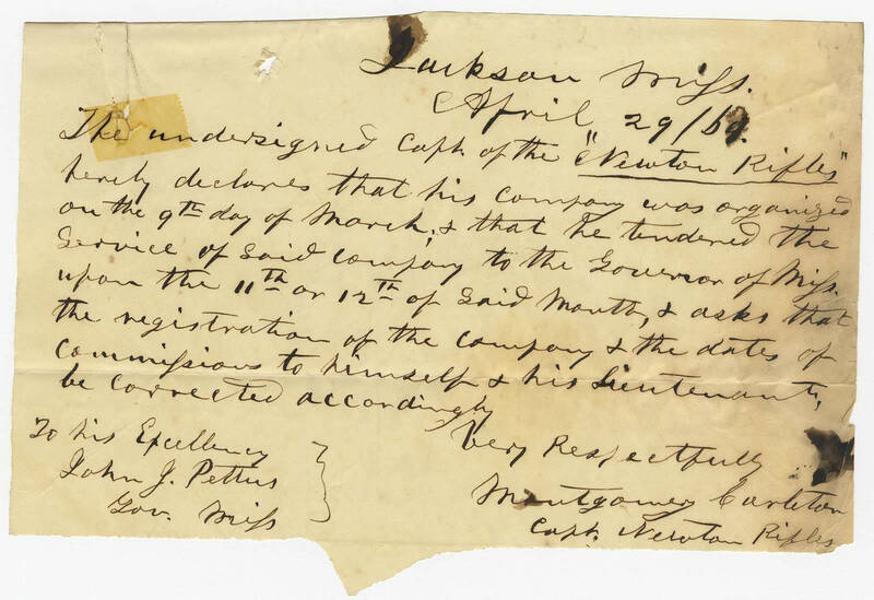 Jackson Miss.
April 29/61.
The undersigned Capt. of the "Newton Rifles"
hereby declares that his company was organized
on the 9th day of March, & that he tendered the
Service of Said Company to the Governor of Miss.
upon the 11th or 12th of Said Month, & asks that
the registration of the Company & the dates of
commissions to himself & his Lieutenants,
be corrected accordingly
Very Respectfully
Montgomery Carleton
Capt. Newton Rifles
To his Excellency
John J. Pettus
Gov. Miss